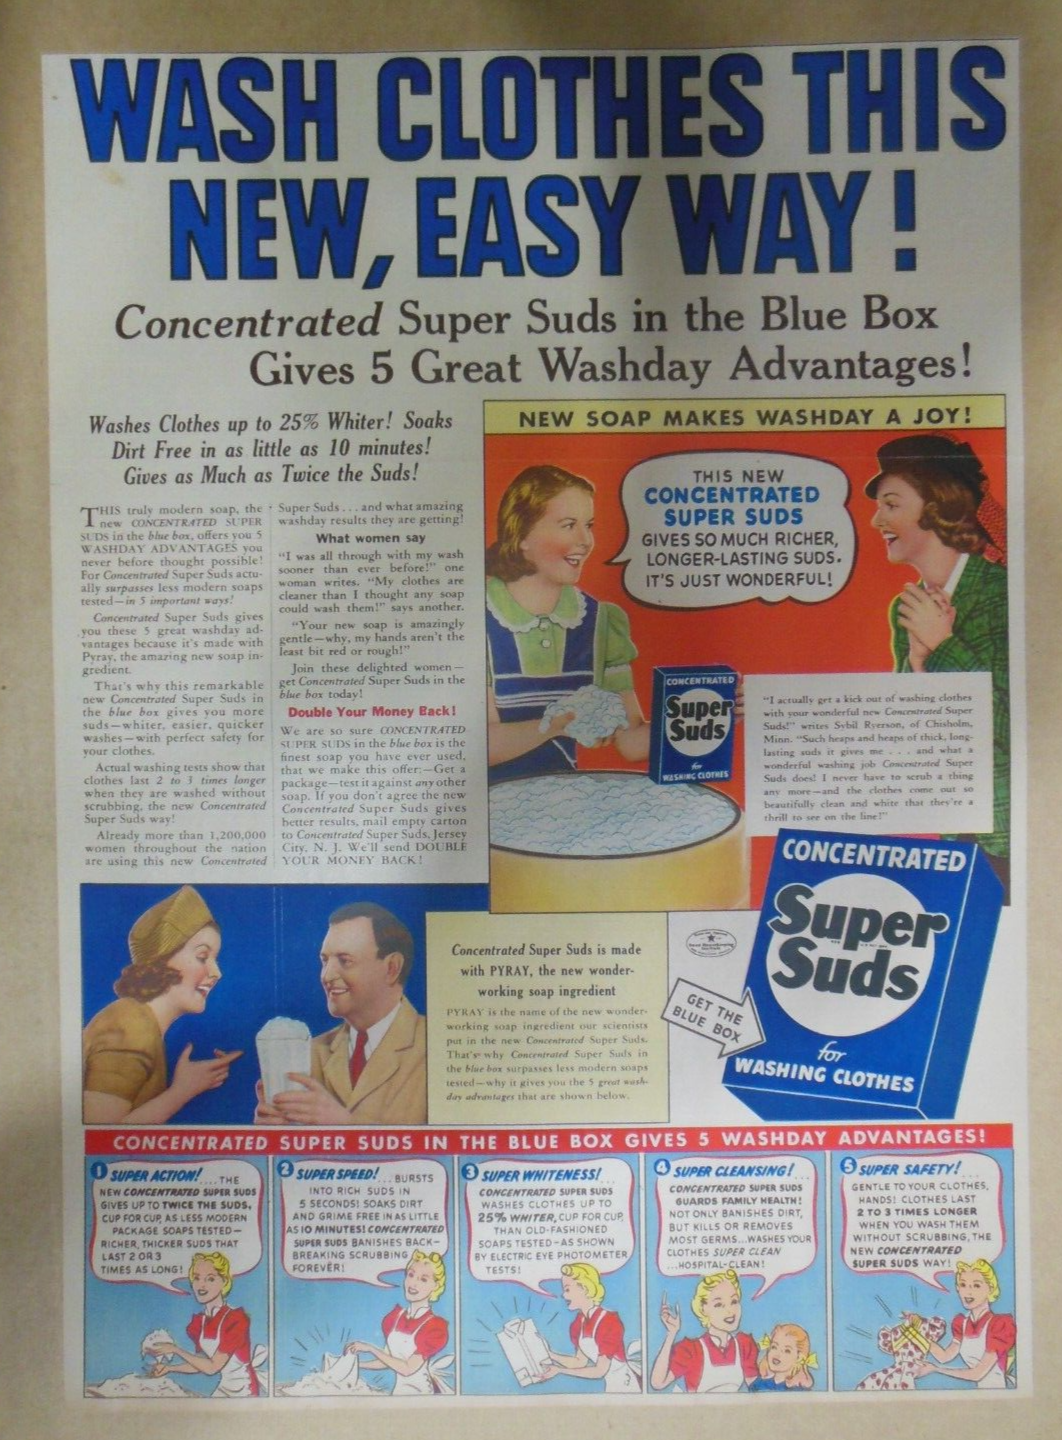 WASH CLOTHES THIS
NEW, EASY WAY!
Concentrated Super Suds in the Blue Box
Gives 5 Great Washday Advantages!
Washes Clothes up to 25% Whiter! Soaks
Dirt Free in as little as 10 minutes!
Gives as Much as Twice the Suds!
THIS truly modern soap, the
new CONCENTRATED SUPER
SUDS in the blue box, offers you 5
WASHDAY ADVANTAGES you
never before thought possible!
For Concentrated Super Suds actu-
ally surpasses less modern soaps
tested—in 5 important ways!
Concentrated Super Suds gives
you these 5 great washday ad-
vantages because it's made with
Pyray, the amazing new soap in-
gredient.
That's why this remarkable
new Concentrated Super Suds in
the blue box gives you more
suds—whiter, easier, quicker
washes—with perfect safety for
your clothes.
Actual washing tests show that
clothes last 2 to 3 times longer
when they are washed without
scrubbing, the new Concentrated
Super Suds way!
Already more than 1,200,000
women throughout the nation
are using this new Concentrated
Super Suds... and what amazing
washday results they are getting!
What women say
"I was all through with my wash
sooner than ever before!" one
woman writes. "My clothes are
cleaner than I thought any soap
could wash them!" says another.
"Your new soap is amazingly
gentle—why, my hands aren't the
least bit red or rough!"
Join these delighted women—
get Concentrated Super Suds in the
blue box today!
Double Your Money Back!
We are so sure CONCENTRATED
SUPER SUDS in the blue box is the
finest soap you have ever used,
that we make this offer:—Get a
package—test it against any other
soap. If you don't agree the new
Concentrated Super Suds gives
better results, mail empty carton
to Concentrated Super Suds, Jersey
City, N. J. We'll send DOUBLE
YOUR MONEY BACK!
NEW SOAP MAKES WASHDAY A JOY!
THIS NEW
CONCENTRATED
SUPER SUDS
GIVES SO MUCH RICHER,
LONGER-LASTING SUDS.
IT'S JUST WONDERFUL!
CONCENTRATED
Super
Suds
for
WASHING CLOTHES
"I actually get a kick out of washing clothes
with your wonderful new Concentrated Super
Suds!" writes Sybil Ryerson, of Chisholm,
Minn. "Such heaps and heaps of thick, long-
lasting suds it gives me . . . and what a
wonderful washing job Concentrated Super
Suds does! I never have to scrub a thing
any more—and the clothes come out so
beautifully clean and white that they're a
thrill to see on the line!"
Concentrated Super Suds is made
with PYRAY, the new wonder-
working soap ingredient
PYRAY is the name of the new wonder-
working soap ingredient our scientists
put in the new Concentrated Super Suds.
That's why Concentrated Super Suds in
the blue box surpasses less modern soaps
tested—why it gives you the 5 great wash-
day advantages that are shown below.
GET THE
BLUE BOX
CONCENTRATED
Super
Suds
for
WASHING CLOTHES
CONCENTRATED SUPER SUDS IN THE BLUE BOX GIVES 5 WASHDAY ADVANTAGES!
1 SUPER ACTION!....THE
NEW CONCENTRATED SUPER SUDS
GIVES UP TO TWICE THE SUDS,
CUP FOR CUP, AS LESS MODERN
PACKAGE SOAPS TESTED—
RICHER, THICKER SUDS THAT
LAST 2 OR 3
TIMES AS LONG!
2 SUPER SPEED!...BURSTS
INTO RICH SUDS IN
5 SECONDS! SOAKS DIRT
AND GRIME FREE IN AS LITTLE
AS 10 MINUTES! CONCENTRATED
SUPER SUDS BANISHES BACK-
BREAKING SCRUBBING
FOREVER!
3 SUPER WHITENESS!...
CONCENTRATED SUPER SUDS
WASHES CLOTHES UP TO
25% WHITER, CUP FOR CUP,
THAN OLD-FASHIONED
SOAPS TESTED-AS SHOWN
BY ELECTRIC EYE PHOTOMETER
TESTS!
4 SUPER CLEANSING!
CONCENTRATED SUPER SUDS
GUARDS FAMILY HEALTH!
NOT ONLY BANISHES DIRT,
BUT KILLS OR REMOVES
MOST GERMS...WASHES YOUR
CLOTHES SUPER CLEAN
...HOSPITAL-CLEAN!
5 SUPER SAFETY!...
GENTLE TO YOUR CLOTHES,
HANDS! CLOTHES LAST
2 TO 3 TIMES LONGER
WHEN YOU WASH THEM
WITHOUT SCRUBBING, THE
NEW CONCENTRATED
SUPER SUDS WAY!